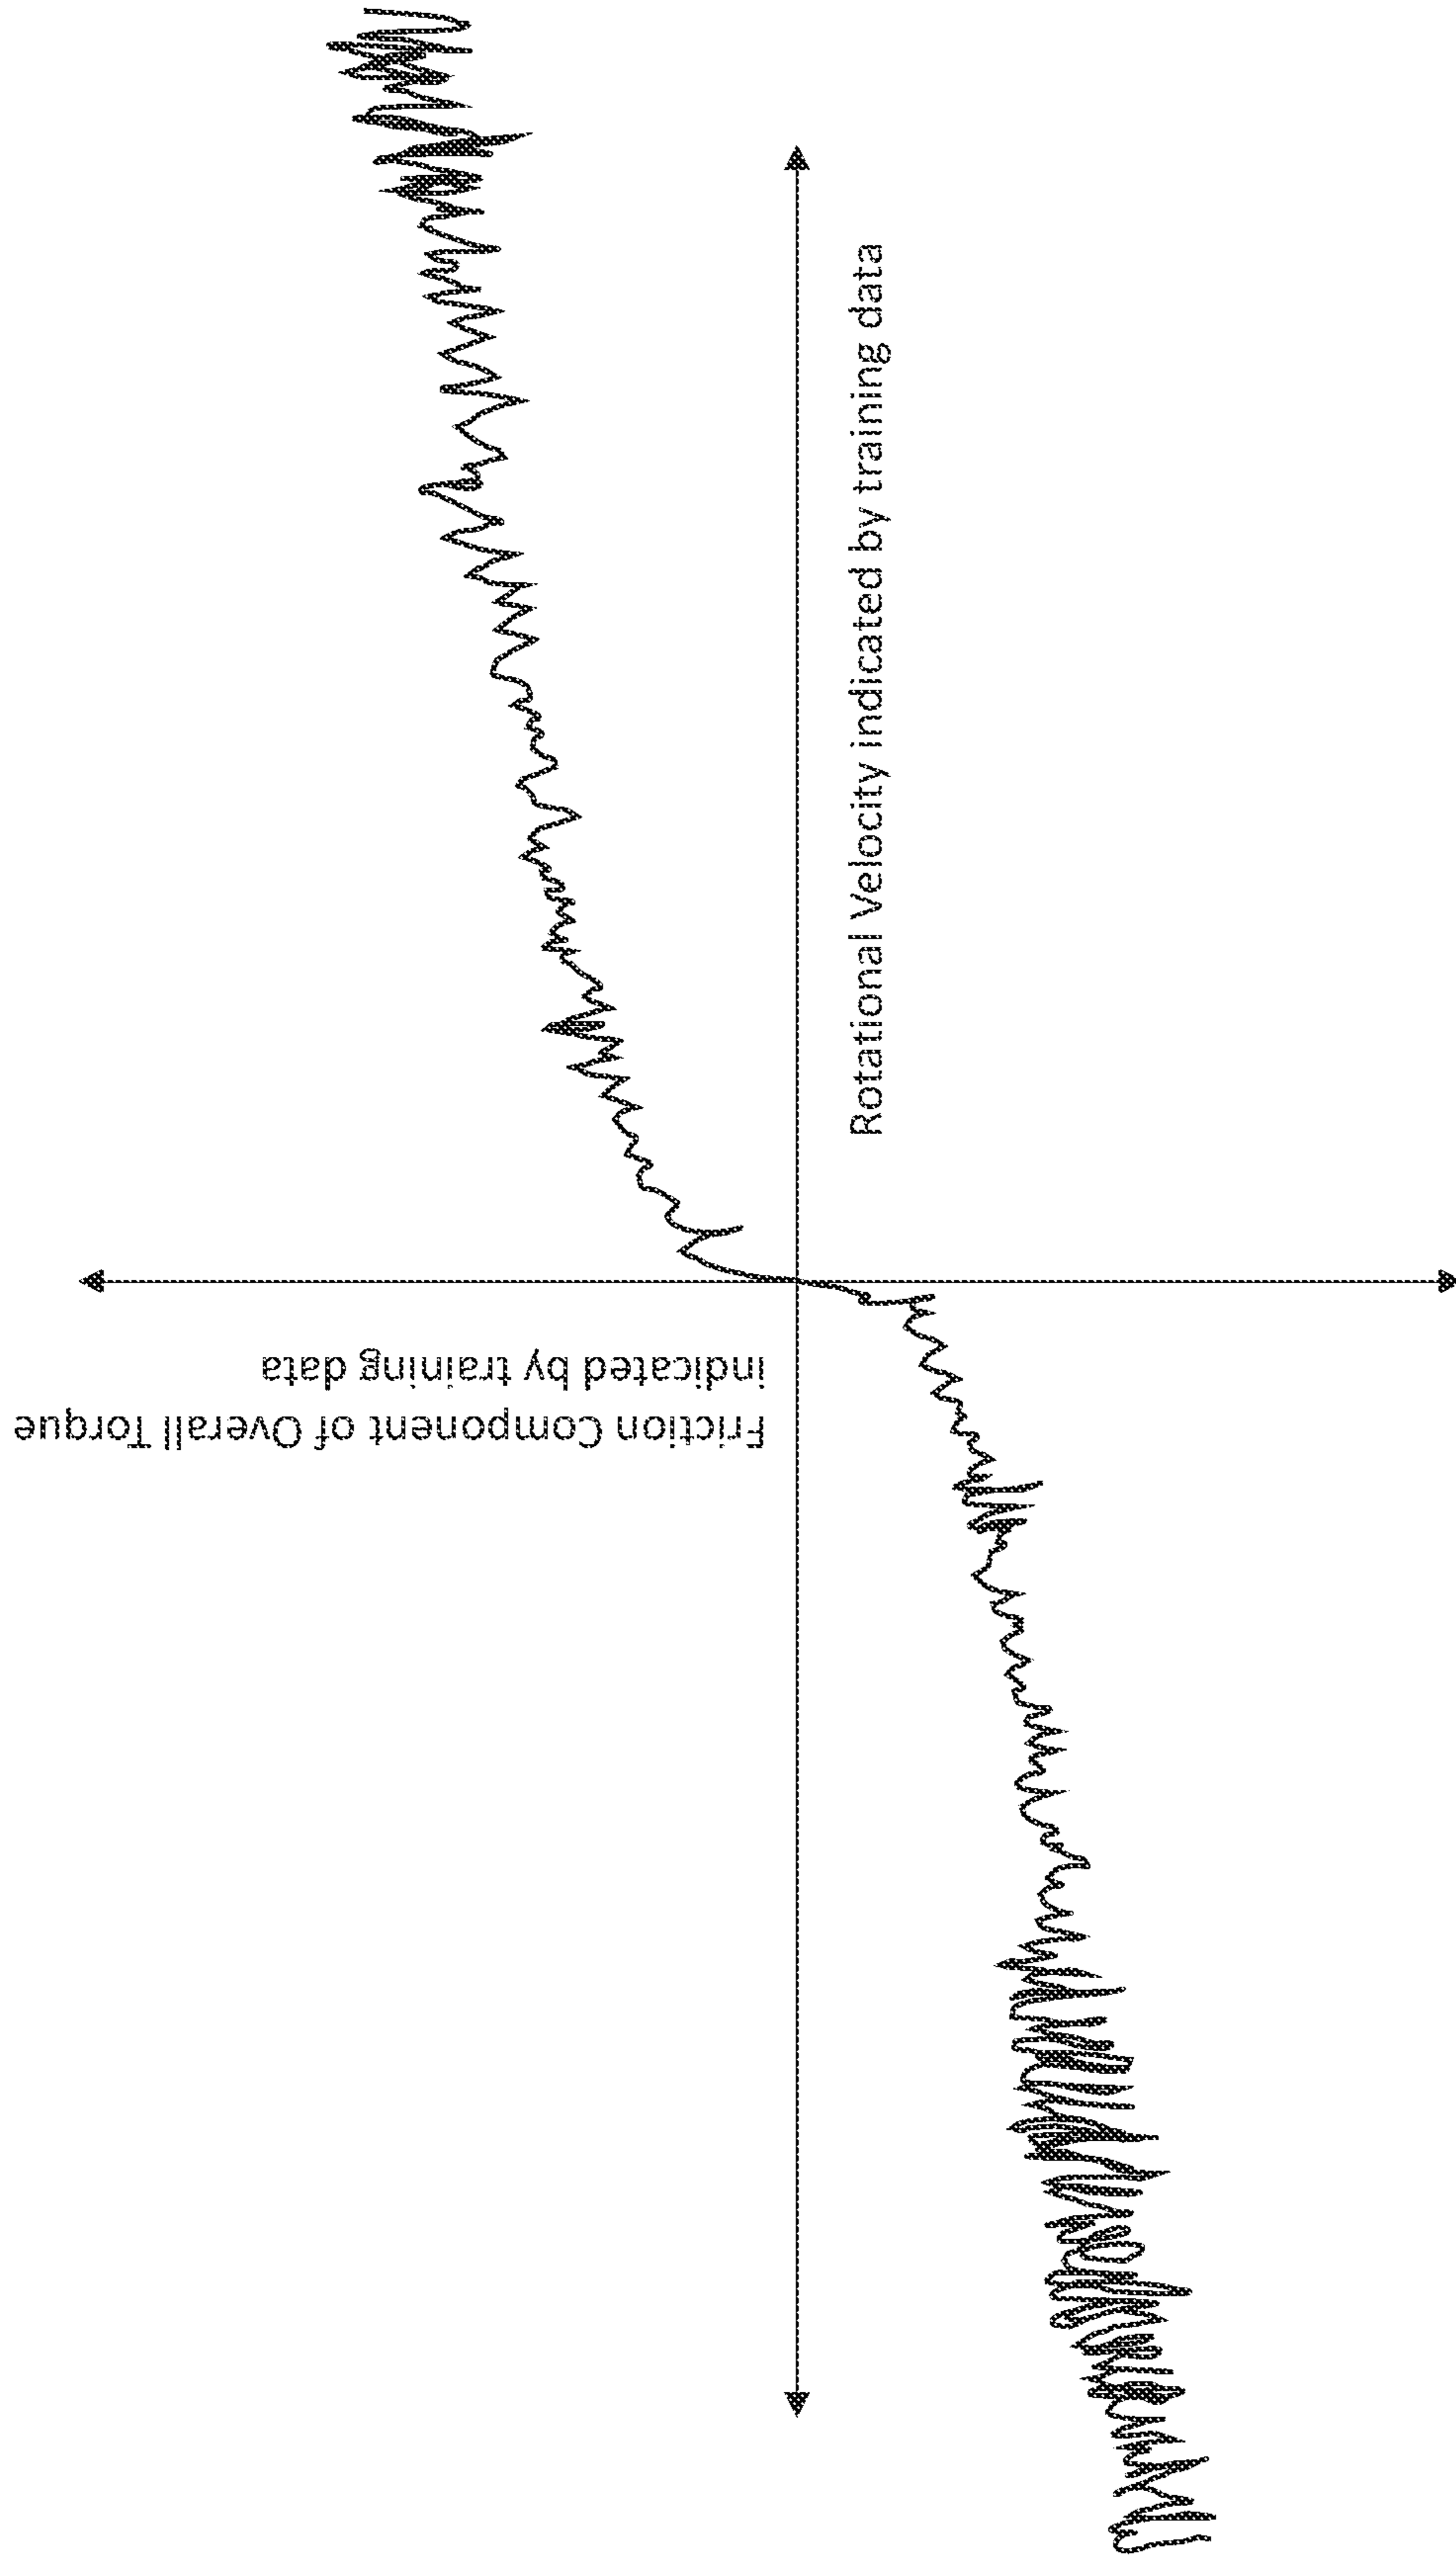 Friction Component of Overall Torque
indicated by training data
Rotational Velocity indicated by training data